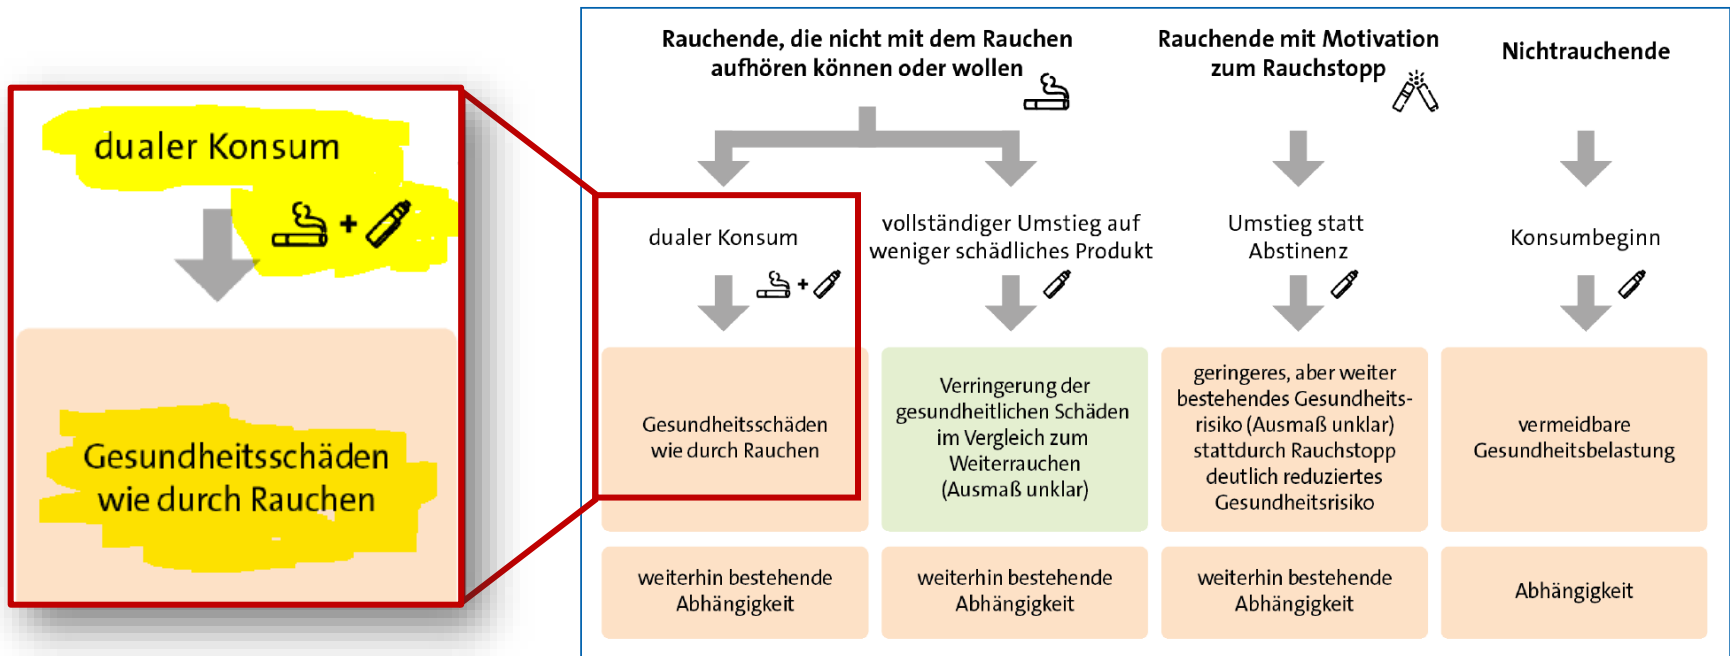 dualer Konsum
+
Gesundheitsschäden
wie durch Rauchen
Rauchende, die nicht mit dem Rauchen
aufhören können oder wollen
dualer Konsum
+
Gesundheitsschäden
wie durch Rauchen
weiterhin bestehende
Abhängigkeit
vollständiger Umstieg auf
weniger schädliches Produkt
Verringerung der
gesundheitlichen Schäden
im Vergleich zum
Weiterrauchen
(Ausmaß unklar)
weiterhin bestehende
Abhängigkeit
Rauchende mit Motivation
zum Rauchstopp
Umstieg statt
Abstinenz
geringeres, aber weiter
bestehendes Gesundheits-
risiko (Ausmaß unklar)
stattdurch Rauchstopp
deutlich reduziertes
Gesundheitsrisiko
weiterhin bestehende
Abhängigkeit
Nichtrauchende
Konsumbeginn
vermeidbare
Gesundheitsbelastung
Abhängigkeit